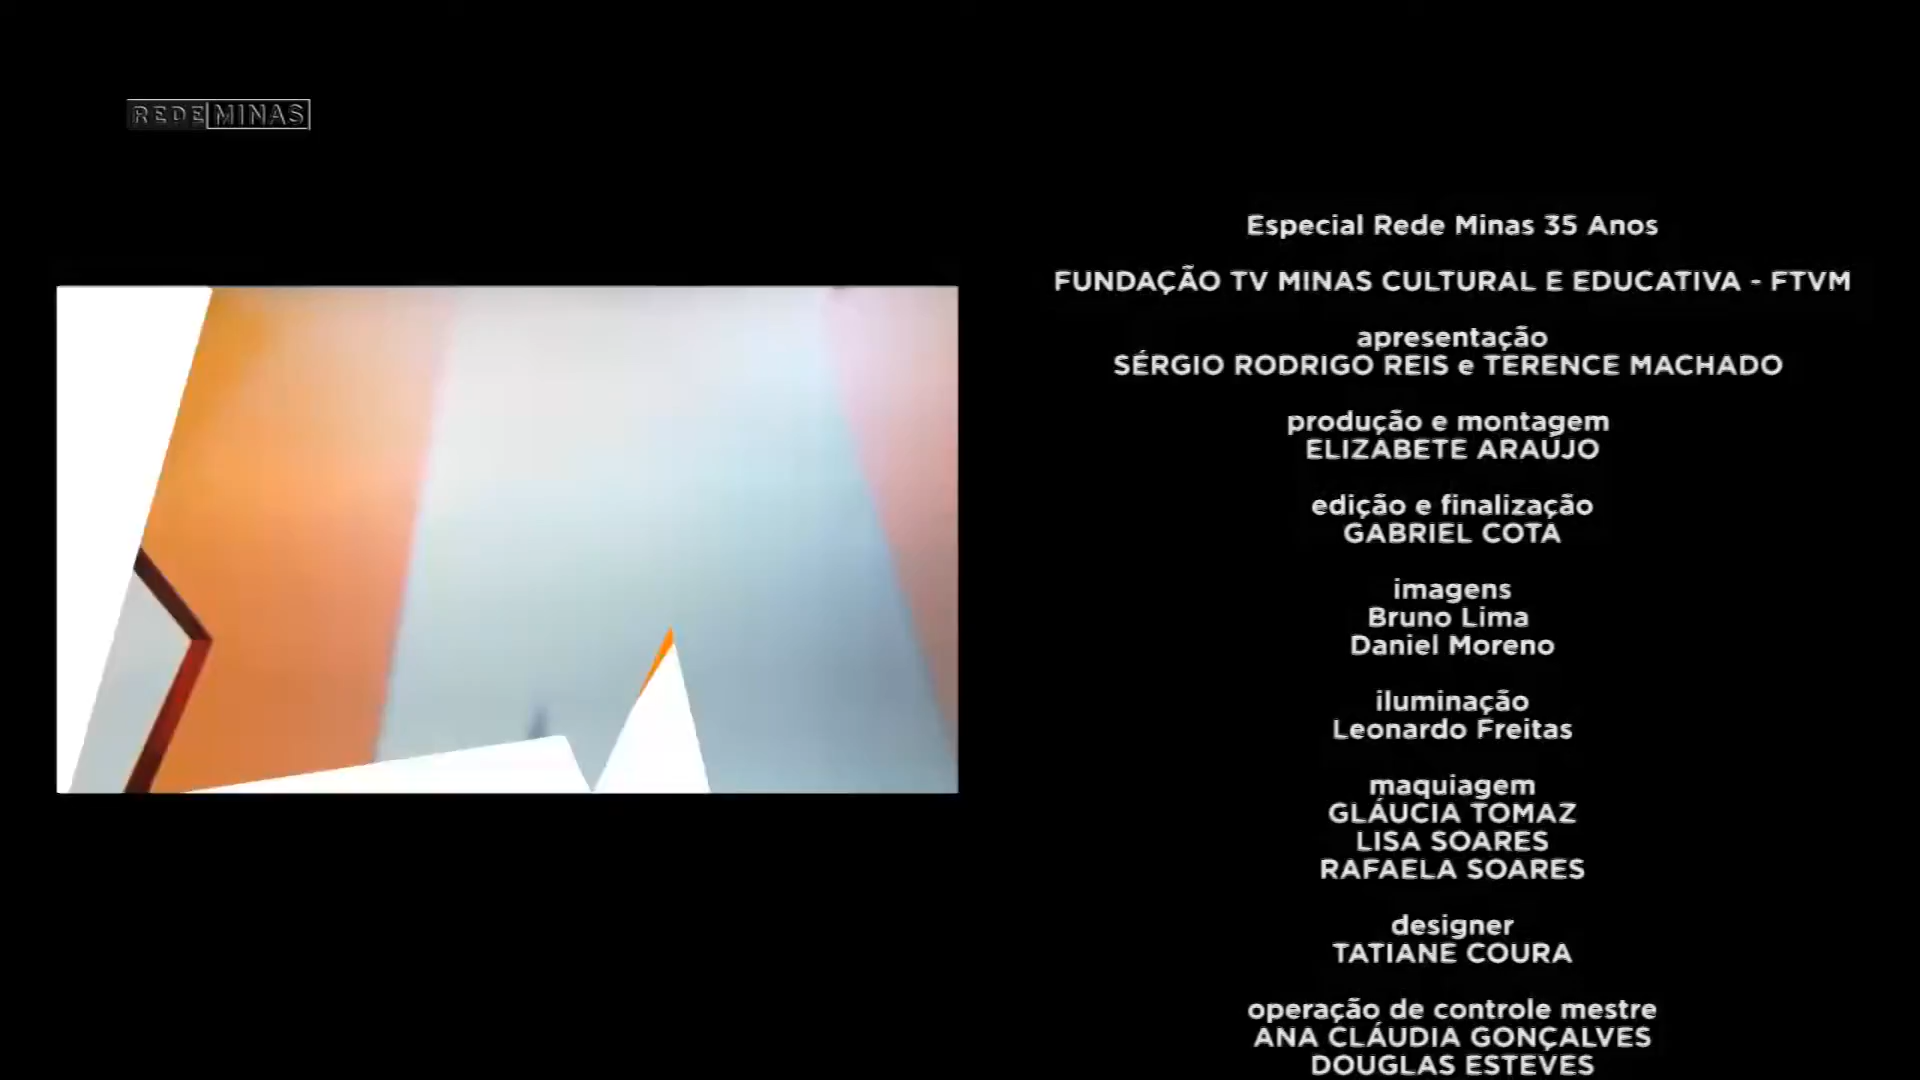 REDE MINAS
Especial Rede Minas 35 Anos
FUNDAÇÃO TV MINAS CULTURAL E EDUCATIVA - FTVM
apresentação
SÉRGIO RODRIGO REIS e TERENCE MACHADO
produção e montagem
ELIZABETE ARAÚJO
edição e finalização
GABRIEL COTA
imagens
Bruno Lima
Daniel Moreno
iluminação
Leonardo Freitas
maquiagem
GLÁUCIA TOMAZ
LISA SOARES
RAFAELA SOARES
designer
TATIANE COURA
operação de controle mestre
ANA CLÁUDIA GONÇALVES
DOUGLAS ESTEVES